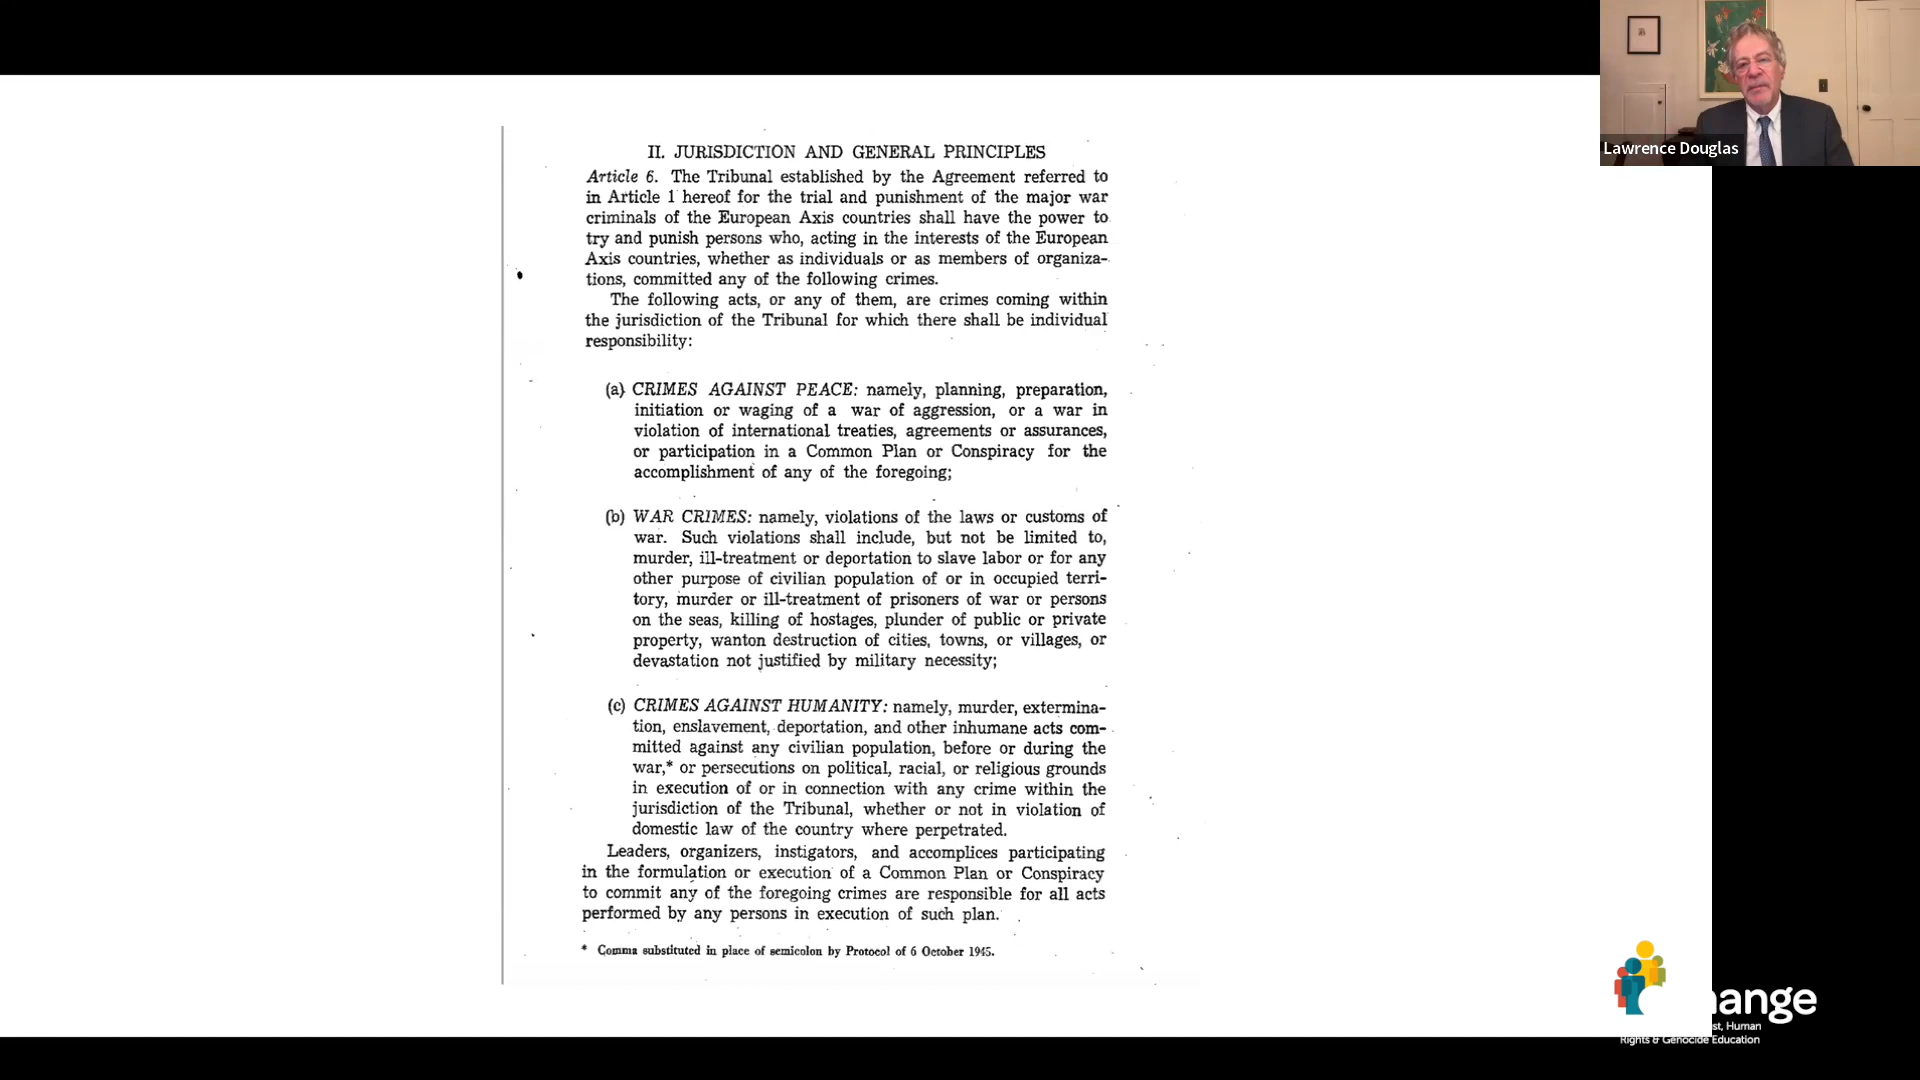 Lawrence Douglas
II. JURISDICTION AND GENERAL PRINCIPLES
Article 6. The Tribunal established by the Agreement referred to
in Article 1 hereof for the trial and punishment of the major war
criminals of the European Axis countries shall have the power to
try and punish persons who, acting in the interests of the European
Axis countries, whether as individuals or as members of organiza-
tions, committed any of the following crimes.
The following acts, or any of them, are crimes coming within
the jurisdiction of the Tribunal for which there shall be individual
responsibility:
(a) CRIMES AGAINST PEACE: namely, planning, preparation,
initiation or waging of a war of aggression, or a war in
violation of international treaties, agreements or assurances,
or participation in a Common Plan or Conspiracy for the
accomplishment of any of the foregoing;
(b) WAR CRIMES: namely, violations of the laws or customs of
war. Such violations shall include, but not be limited to,
murder, ill-treatment or deportation to slave labor or for any
other purpose of civilian population of or in occupied terri-
tory, murder or ill-treatment of prisoners of war or persons
on the seas, killing of hostages, plunder of public or private
property, wanton destruction of cities, towns, or villages, or
devastation not justified by military necessity;
(c) CRIMES AGAINST HUMANITY: namely, murder, extermina-
tion, enslavement, deportation, and other inhumane acts com-
mitted against any civilian population, before or during the
war,* or persecutions on political, racial, or religious grounds
in execution of or in connection with any crime within the
jurisdiction of the Tribunal, whether or not in violation of
domestic law of the country where perpetrated.
Leaders, organizers, instigators, and accomplices participating
in the formulation or execution of a Common Plan or Conspiracy
to commit any of the foregoing crimes are responsible for all acts
performed by any persons in execution of such plan.
* Comma substituted in place of semicolon by Protocol of 6 October 1945.
Human
Rights & Genocide Education